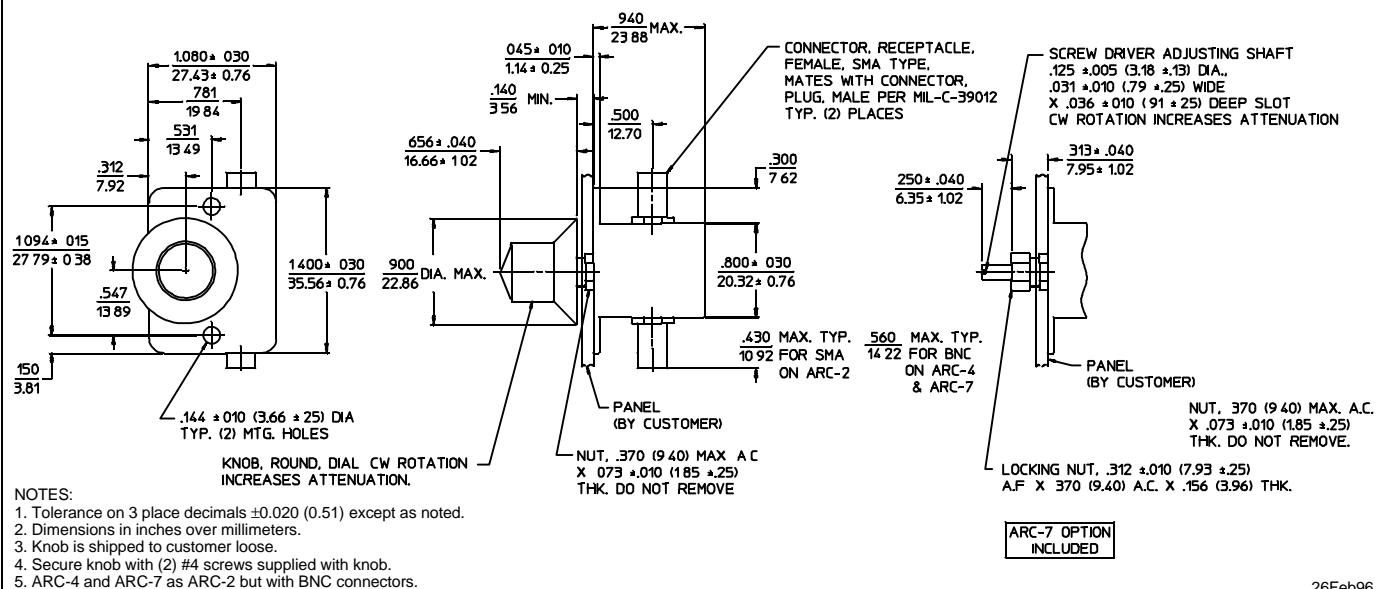 1.080± 030
27.43± 0.76
781
19 84
531
13 49
.312
7.92
1094± 015
27 79± 0 38
.547
13 89
150
3.81
1 400± 030
35.56± 0.76
.144 ±010 (3.66 ±25) DIA
TYP. (2) MTG. HOLES
KNOB, ROUND, DIAL CW ROTATION
INCREASES ATTENUATION.
940
23 88
MAX.
045± 010
1.14± 0.25
.140
3 56
MIN.
.500
12.70
656± .040
16.66± 1 02
.300
7 62
900
22.86
DIA. MAX.
.800± 030
20.32± 0.76
CONNECTOR, RECEPTACLE,
FEMALE, SMA TYPE,
MATES WITH CONNECTOR,
PLUG, MALE PER MIL-C-39012
TYP. (2) PLACES
.430 MAX. TYP.
10 92 FOR SMA
ON ARC-2
.560 MAX. TYP.
14 22 FOR BNC
ON ARC-4
& ARC-7
PANEL
(BY CUSTOMER)
NUT, .370 (9 40) MAX A C
X 073 ±.010 (1 85 ±.25)
THK. DO NOT REMOVE
SCREW DRIVER ADJUSTING SHAFT
.125 ±.005 (3.18 ±.13) DIA.,
.031 ±.010 (.79 ±.25) WIDE
X .036 ±010 ( 91 ± 25) DEEP SLOT
CW ROTATION INCREASES ATTENUATION
313± .040
7.95± 1.02
250± .040
6.35± 1.02
PANEL
(BY CUSTOMER)
NUT, 370 (9 40) MAX. A.C.
X .073 ±.010 (1.85 ±.25)
THK. DO NOT REMOVE.
LOCKING NUT, .312 ±.010 (7.93 ±.25)
A.F X 370 (9.40) A.C. X .156 (3.96) THK.
ARC-7 OPTION
INCLUDED
NOTES:
1. Tolerance on 3 place decimals ±0.020 (0.51) except as noted.
2. Dimensions in inches over millimeters.
3. Knob is shipped to customer loose.
4. Secure knob with (2) #4 screws supplied with knob.
5. ARC-4 and ARC-7 as ARC-2 but with BNC connectors.
26Feb96